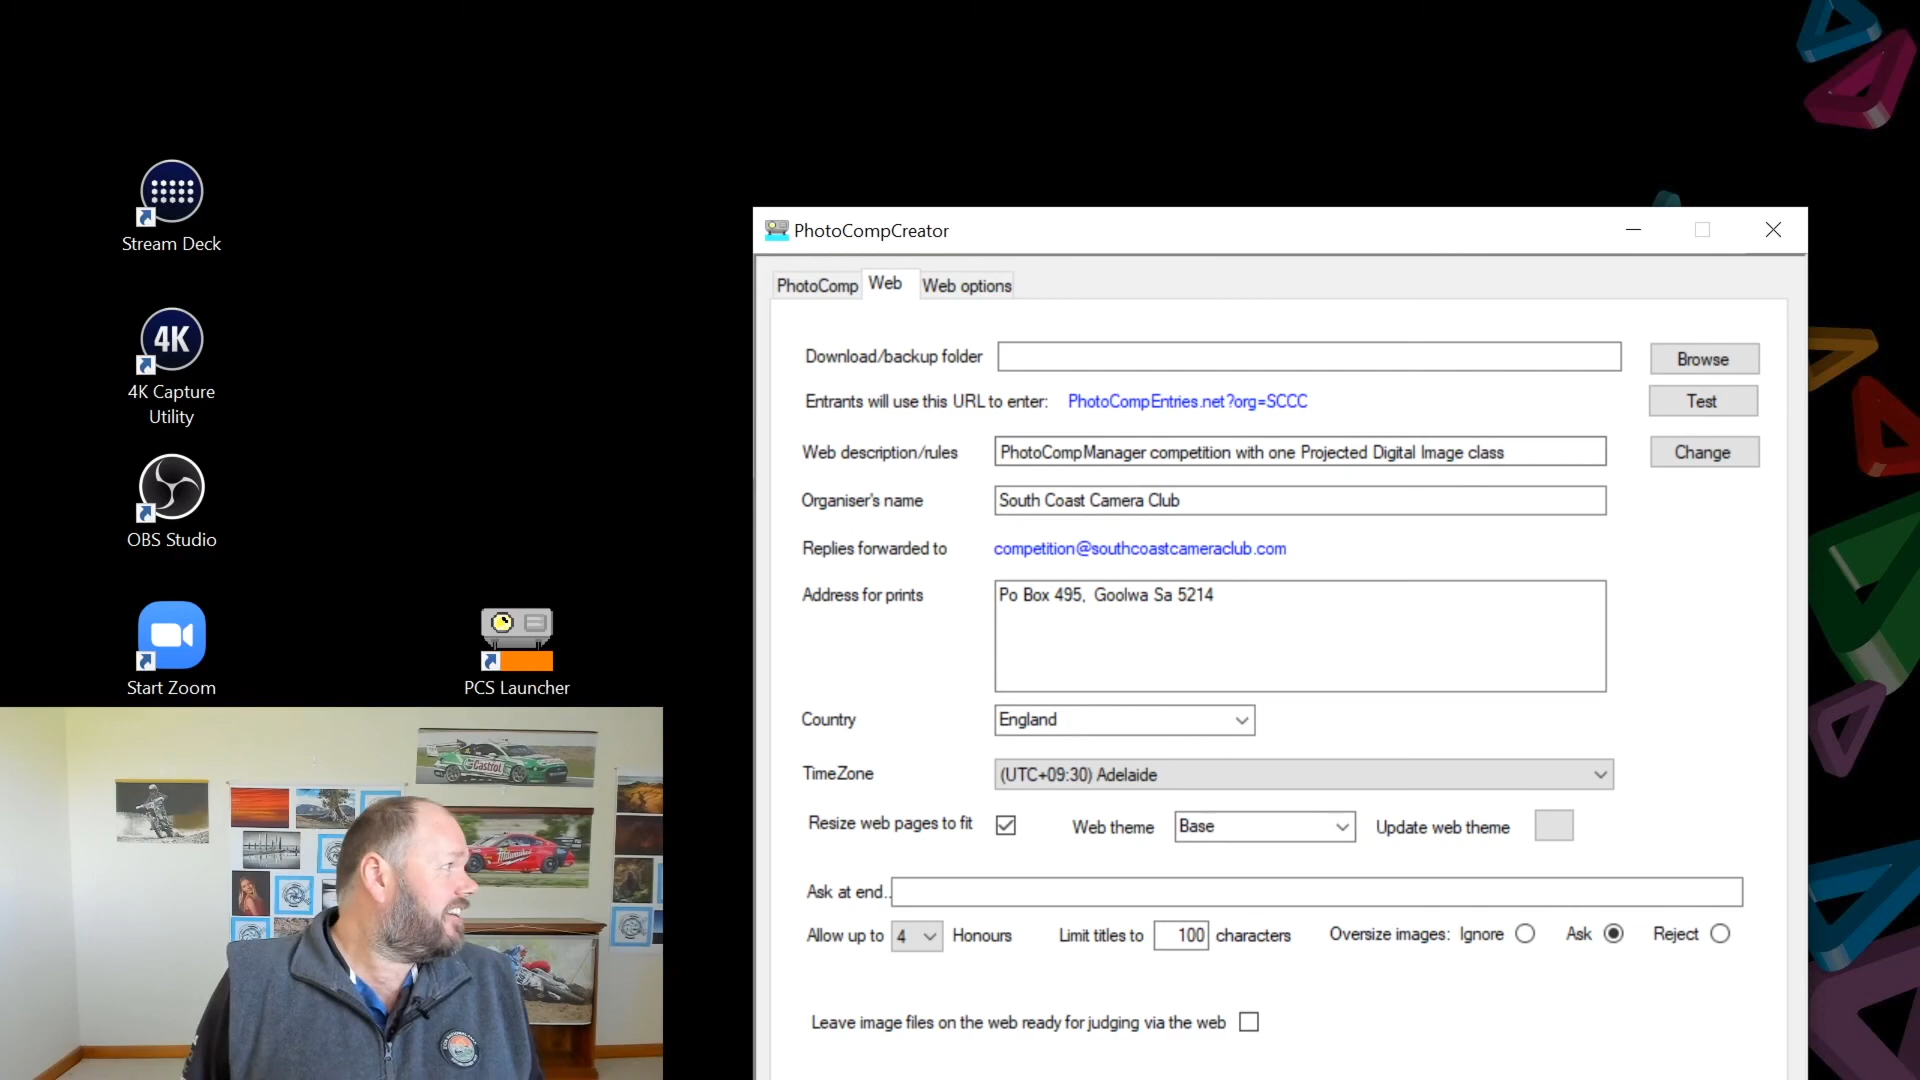 Stream Deck
4K
4K Capture
Utility
OBS Studio
Start Zoom
PCS Launcher
PhotoCompCreator
PhotoComp Web Web options
Download/backup folder Browse
Entrants will use this URL to enter: PhotoCompEntries.net?org=SCCC Test
Web description/rules PhotoCompManager competition with one Projected Digital Image class Change
Organiser's name South Coast Camera Club
Replies forwarded to competition@southcoastcameraclub.com
Address for prints Po Box 495, Goolwa Sa 5214
Country England
TimeZone (UTC+09:30) Adelaide
Resize web pages to fit Web theme Base Update web theme
Ask at end..
Allow up to 4 Honours Limit titles to 100 characters Oversize images: Ignore Ask Reject
Leave image files on the web ready for judging via the web
Castrol
Milwaukee